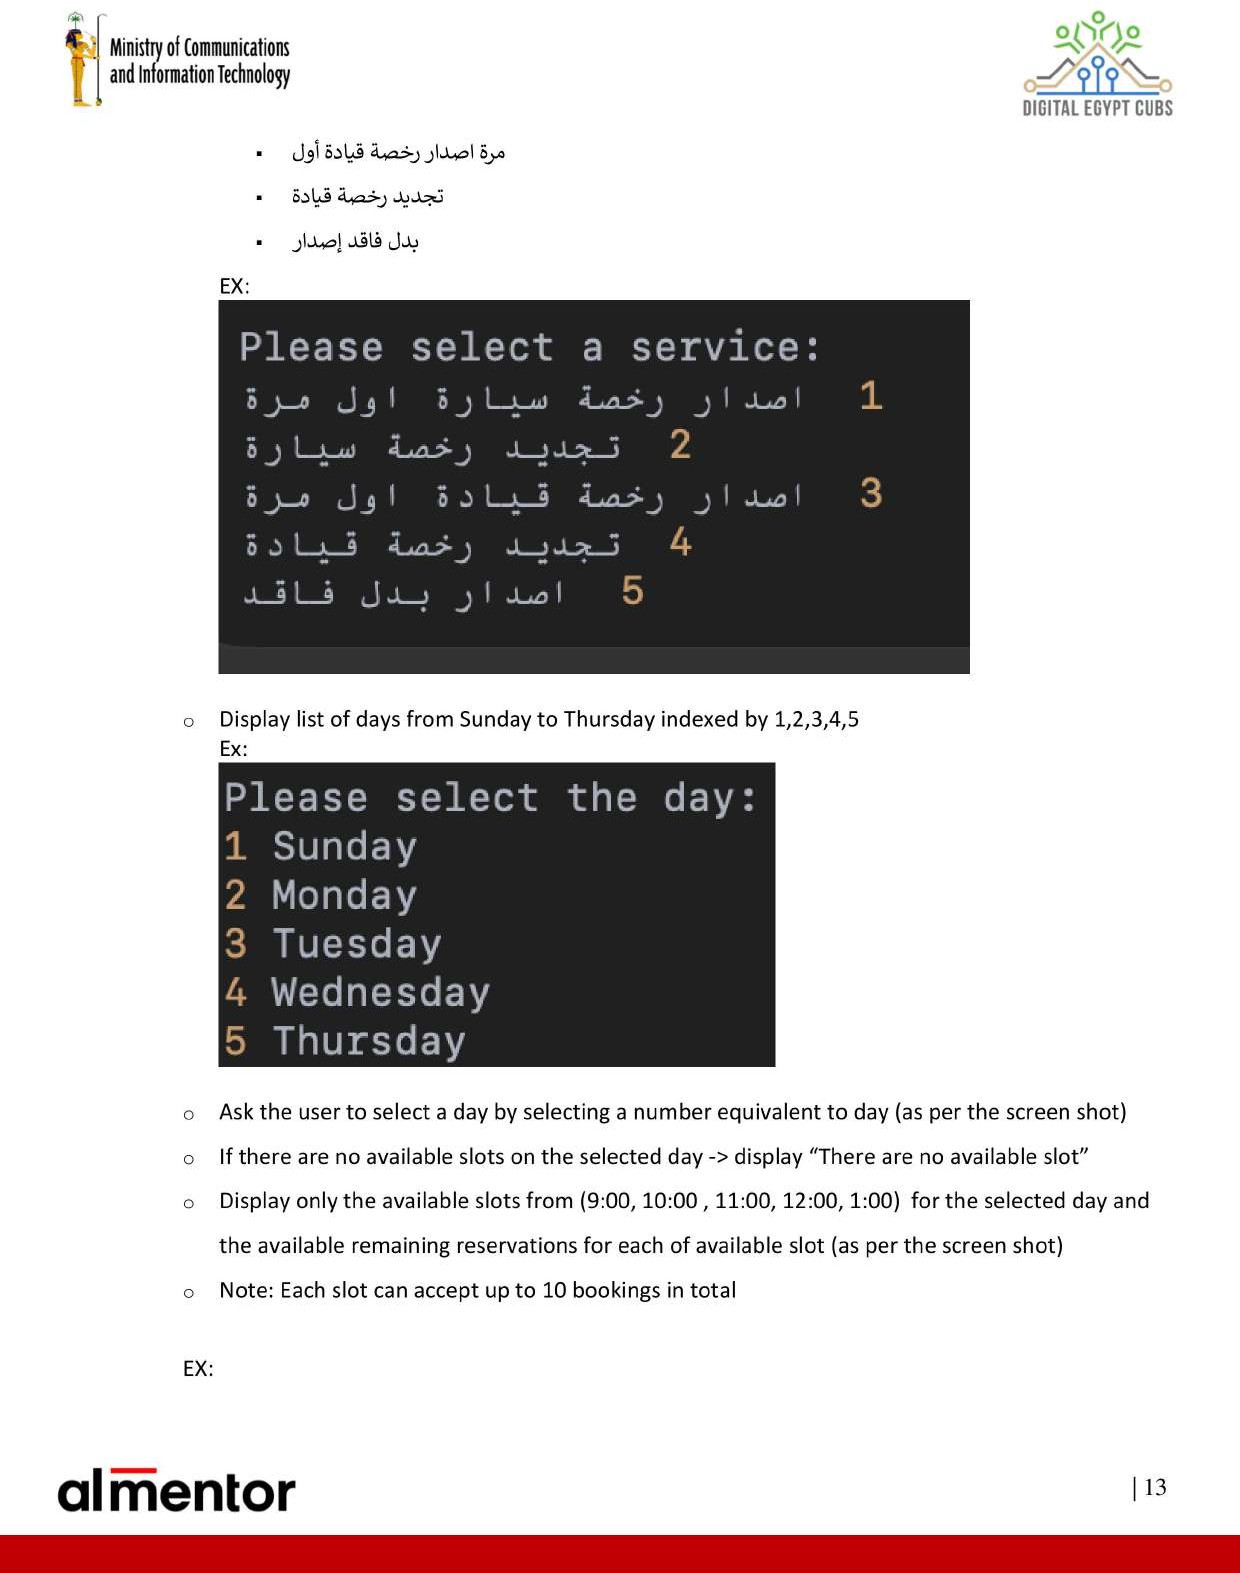 Ministry of Communications
and Information Technology
DIGITAL EGYPT CUBS
▪ مرة اصدار رخصة قيادة أول
▪ تجديد رخصة قيادة
▪ بدل فاقد إصدار
EX:
Please select a service:
اصدار رخصة سيارة اول مرة 1
تجديد رخصة سيارة 2
اصدار رخصة قيادة اول مرة 3
تجديد رخصة قيادة 4
اصدار بدل فاقد 5
o Display list of days from Sunday to Thursday indexed by 1,2,3,4,5
Ex:
Please select the day:
1 Sunday
2 Monday
3 Tuesday
4 Wednesday
5 Thursday
o Ask the user to select a day by selecting a number equivalent to day (as per the screen shot)
o If there are no available slots on the selected day -> display “There are no available slot”
o Display only the available slots from (9:00, 10:00 , 11:00, 12:00, 1:00) for the selected day and
the available remaining reservations for each of available slot (as per the screen shot)
o Note: Each slot can accept up to 10 bookings in total
EX:
almentor
| 13